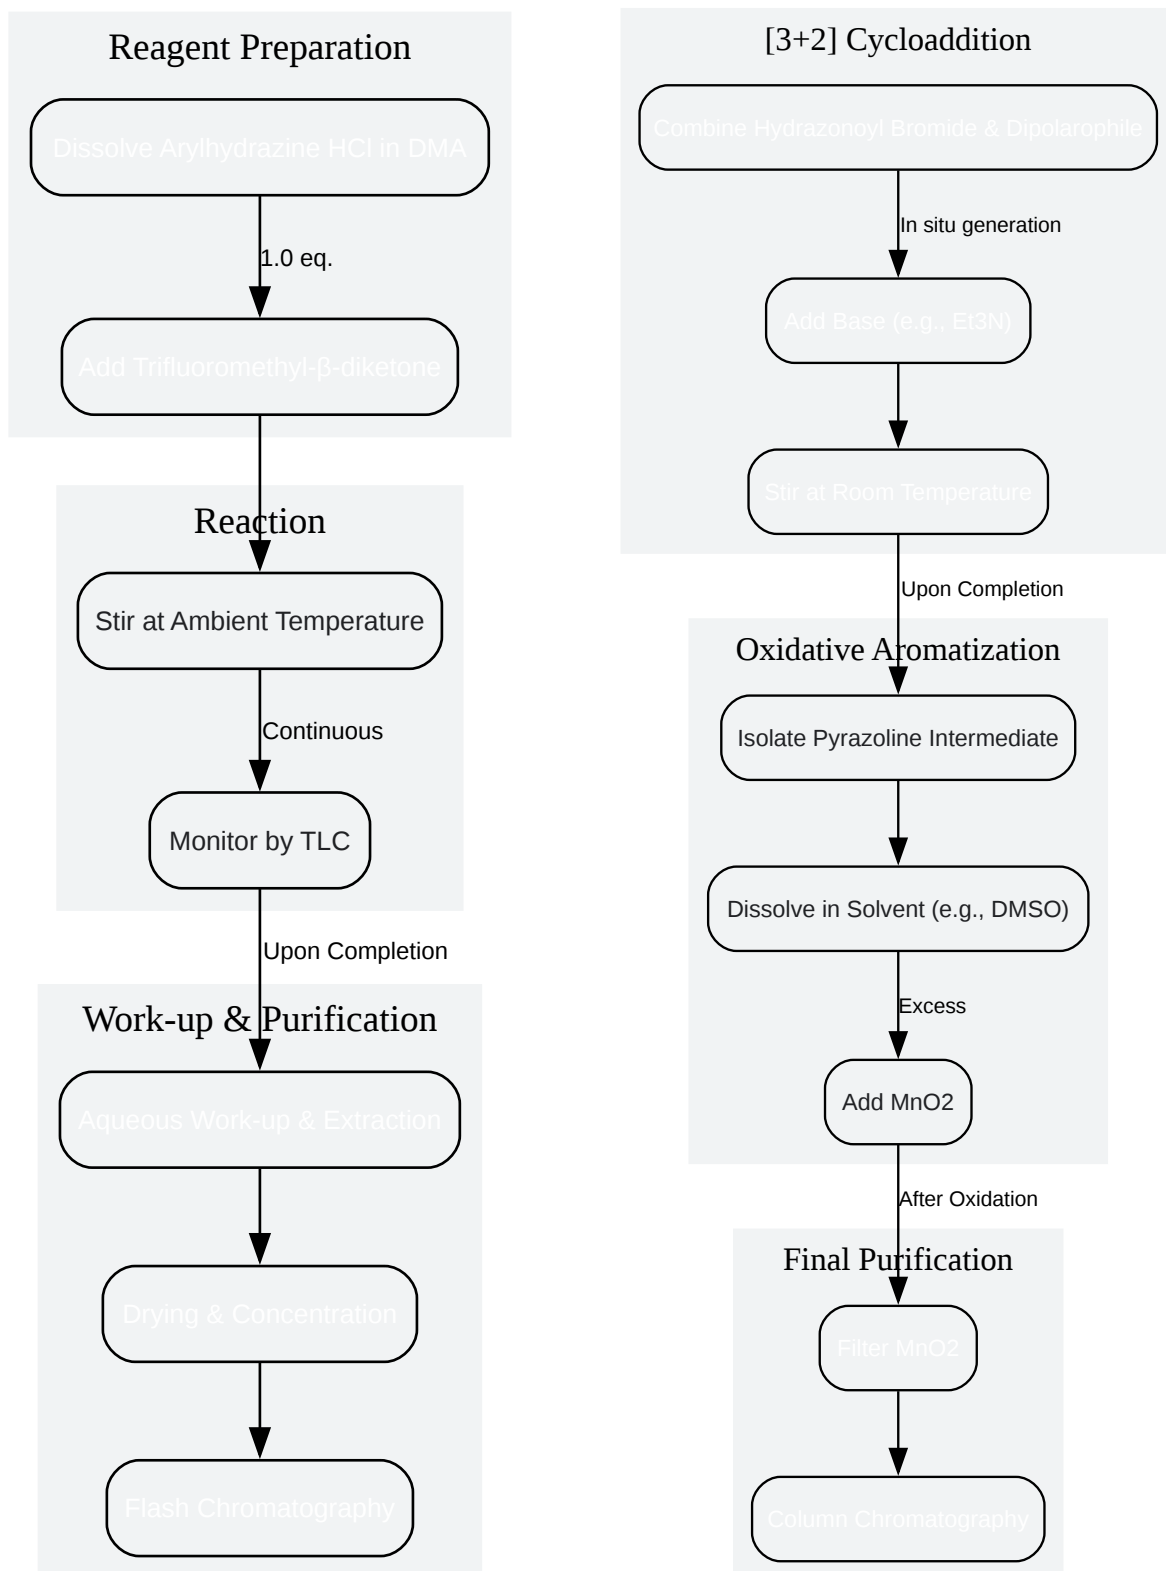 Reagent Preparation
Dissolve Arylhydrazine HCl in DMA
1.0 eq.
Add Trifluoromethyl-β-diketone
Reaction
Stir at Ambient Temperature
Continuous
Monitor by TLC
Upon Completion
Work-up & Purification
Aqueous Work-up & Extraction
Drying & Concentration
Flash Chromatography
[3+2] Cycloaddition
Combine Hydrazonoyl Bromide & Dipolarophile
In situ generation
Add Base (e.g., Et3N)
Stir at Room Temperature
Upon Completion
Oxidative Aromatization
Isolate Pyrazoline Intermediate
Dissolve in Solvent (e.g., DMSO)
Excess
Add MnO2
After Oxidation
Final Purification
Filter MnO2
Column Chromatography